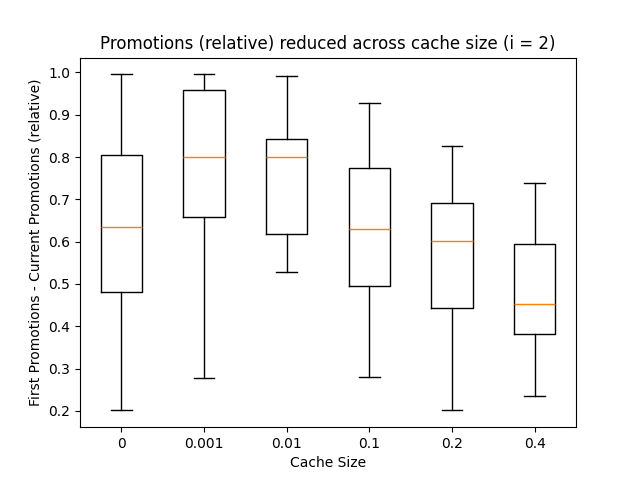 Promotions (relative) reduced across cache size (i = 2)
First Promotions - Current Promotions (relative)
1.0
0.9
0.8
0.7
0.6
0.5
0.4
0.3
0.2
0 0.001 0.01 0.1 0.2 0.4
Cache Size